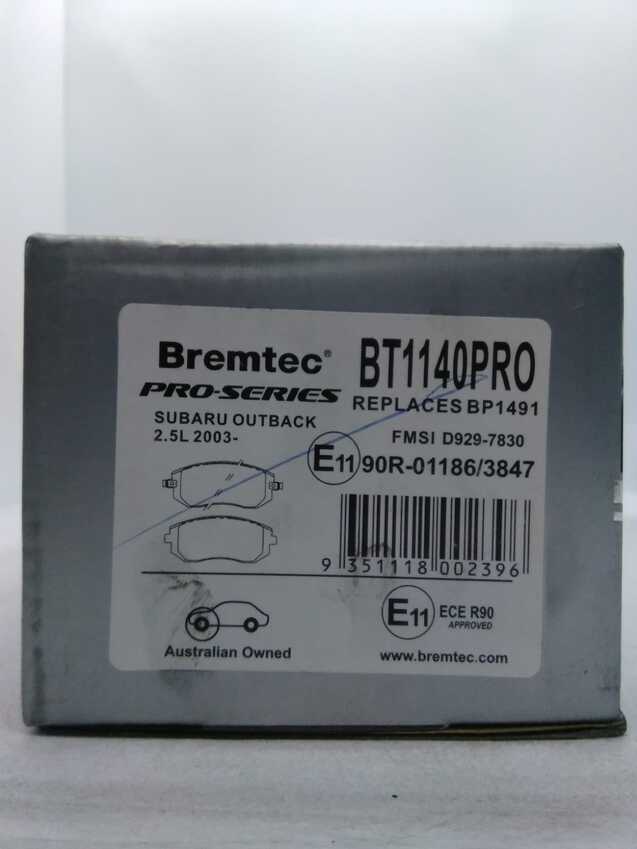 Bremtec®
PRO-SERIES
SUBARU OUTBACK
2.5L 2003-
BT1140PRO
REPLACES BP1491
FMSI D929-7830
E11 90R-01186/3847
9 351118 002396
Australian Owned
E11 ECE R90
APPROVED
www.bremtec.com